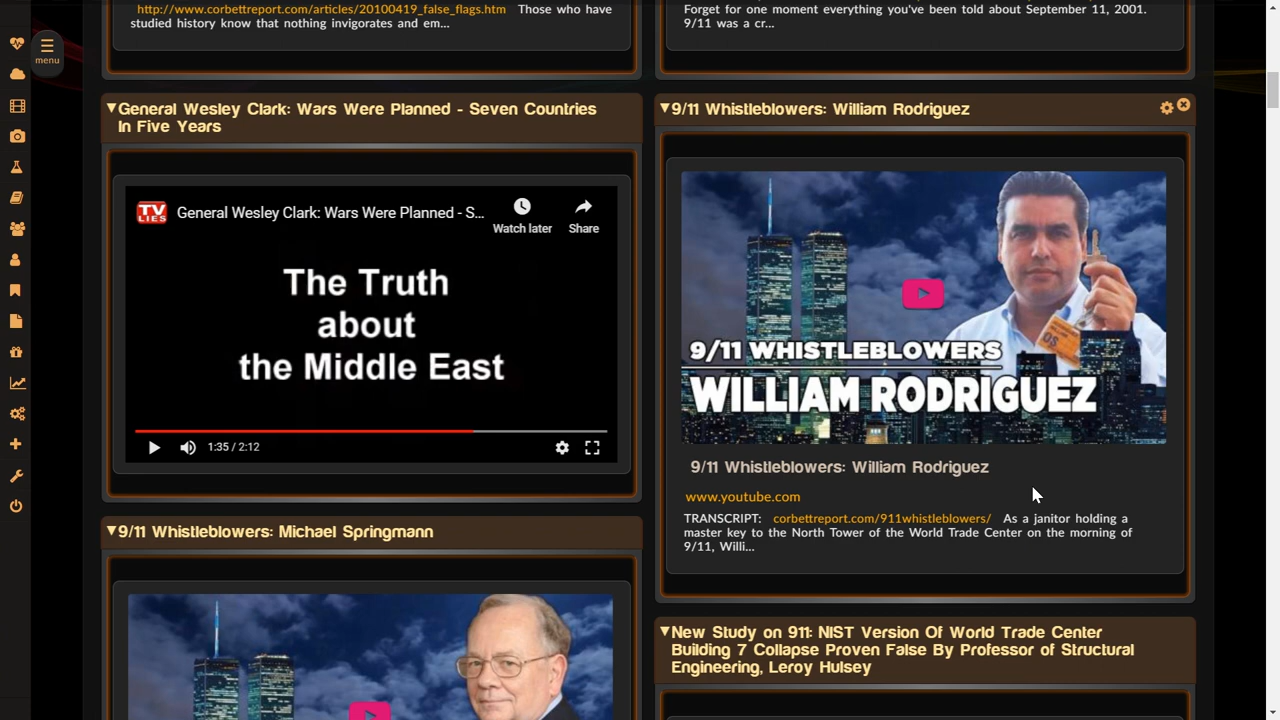 http://www.corbettreport.com/articles/20100419_false_flags.htm Those who have
studied history know that nothing invigorates and em...
Forget for one moment everything you've been told about September 11, 2001.
9/11 was a cr...
menu
General Wesley Clark: Wars Were Planned - Seven Countries
In Five Years
TV
LIES
General Wesley Clark: Wars Were Planned - S...
Watch later
Share
The Truth
about
the Middle East
1:35 / 2:12
9/11 Whistleblowers: Michael Springmann
9/11 Whistleblowers: William Rodriguez
OS
9/11 WHISTLEBLOWERS
WILLIAM RODRIGUEZ
9/11 Whistleblowers: William Rodriguez
www.youtube.com
TRANSCRIPT: corbettreport.com/911whistleblowers/ As a janitor holding a
master key to the North Tower of the World Trade Center on the morning of
9/11, Willi...
New Study on 911: NIST Version Of World Trade Center
Building 7 Collapse Proven False By Professor of Structural
Engineering, Leroy Hulsey